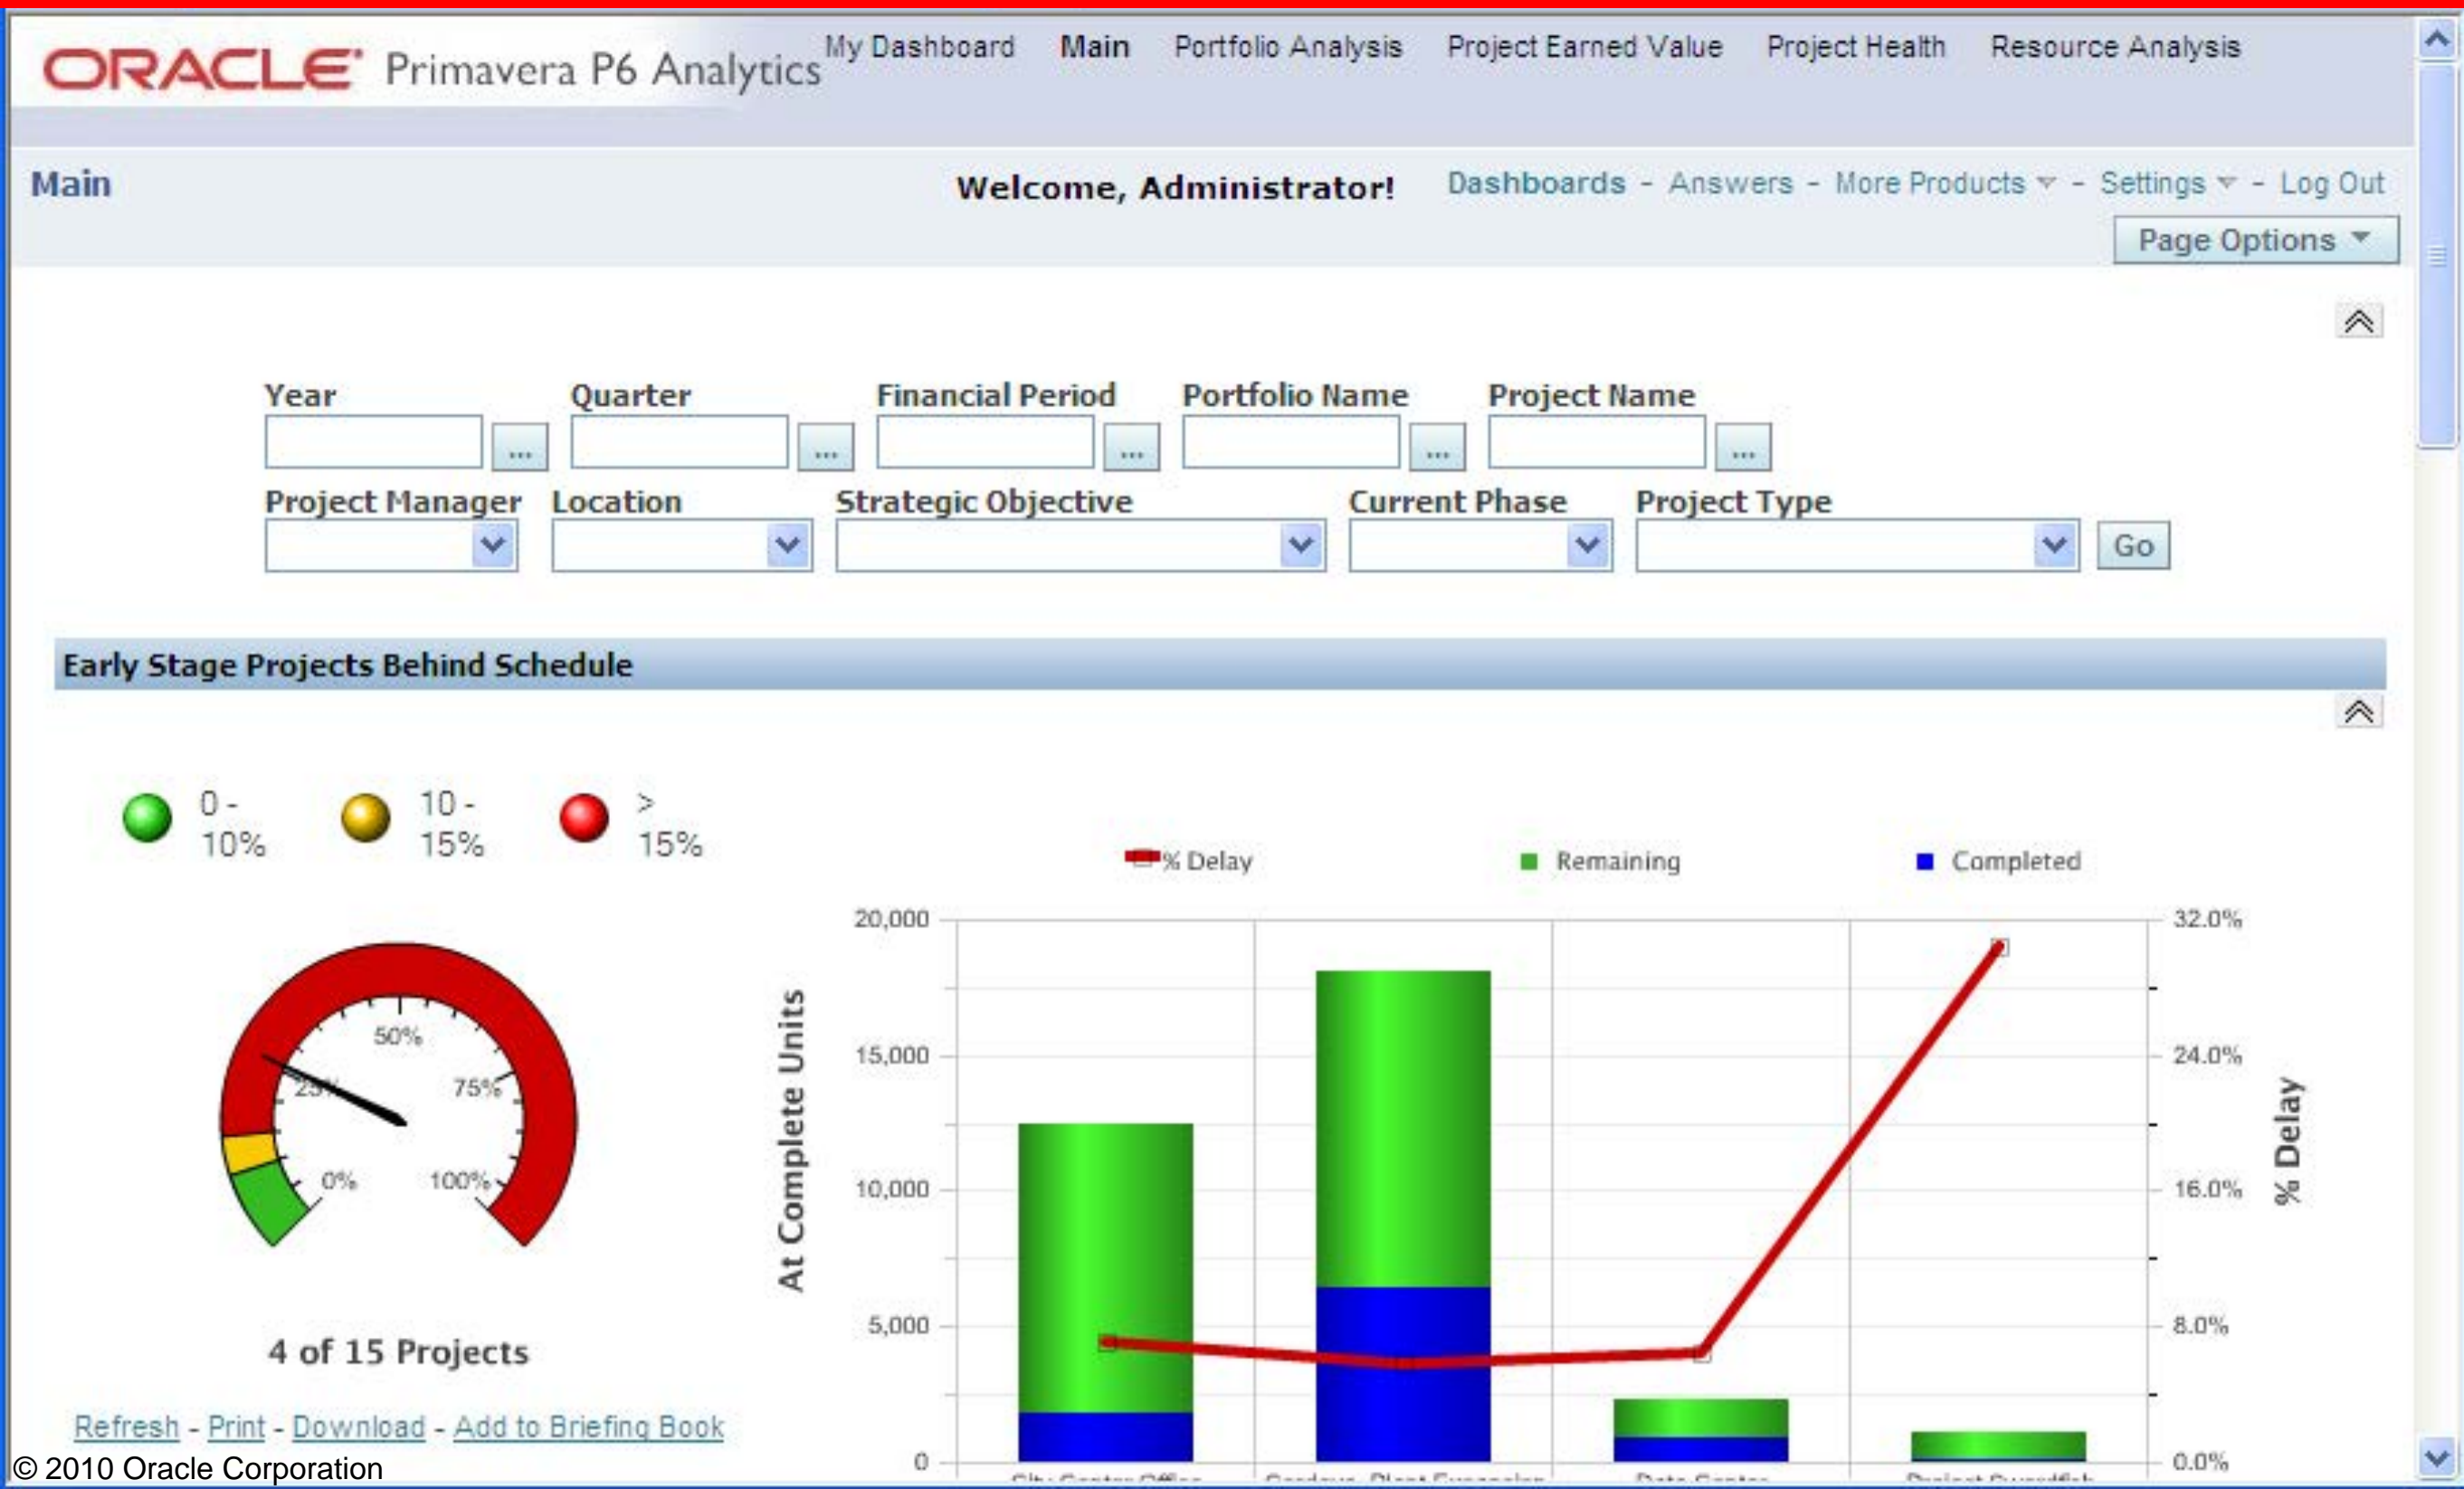 ORACLE Primavera P6 Analytics
My Dashboard Main Portfolio Analysis Project Earned Value Project Health Resource Analysis
Main Welcome, Administrator! Dashboards - Answers - More Products - Settings - Log Out
Page Options
Year Quarter Financial Period Portfolio Name Project Name
... ... ... ... ...
Project Manager Location Strategic Objective Current Phase Project Type
Go
Early Stage Projects Behind Schedule
0 -
10%
10 -
15%
>
15%
50%
25%
75%
0%
100%
4 of 15 Projects
Refresh - Print - Download - Add to Briefing Book
% Delay Remaining Completed
At Complete Units
20,000
15,000
10,000
5,000
0
32.0%
24.0%
16.0%
8.0%
0.0%
% Delay
© 2010 Oracle Corporation